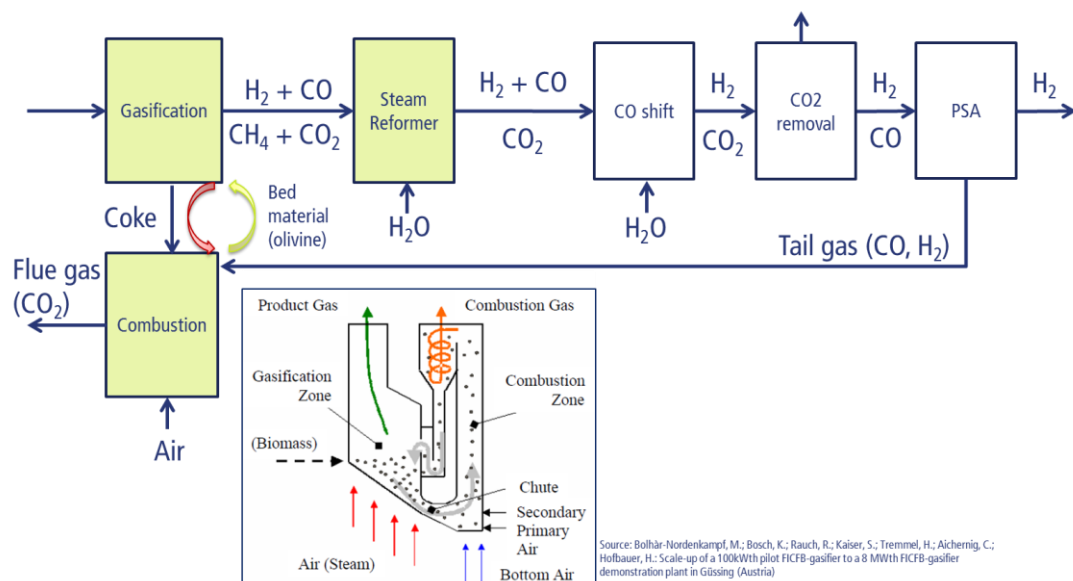 Gasification
H₂ + CO
CH₄ + CO₂
Steam
Reformer
H₂ + CO
CO₂
CO shift
H₂
CO₂
CO2
removal
H₂
CO
PSA
H₂
Coke
Bed
material
(olivine)
H₂O
H₂O
Tail gas (CO, H₂)
Flue gas
(CO₂)
Combustion
Air
Product Gas
Combustion Gas
Gasification
Zone
Combustion
Zone
(Biomass)
Chute
Secondary
Primary
Air
Air (Steam)
Bottom Air
Source: Bolhàr-Nordenkampf, M.; Bosch, K.; Rauch, R.; Kaiser, S.; Tremmel, H.; Aichernig, C.;
Hofbauer, H.: Scale-up of a 100kWth pilot FICFB-gasifier to a 8 MWth FICFB-gasifier
demonstration plant in Güssing (Austria)